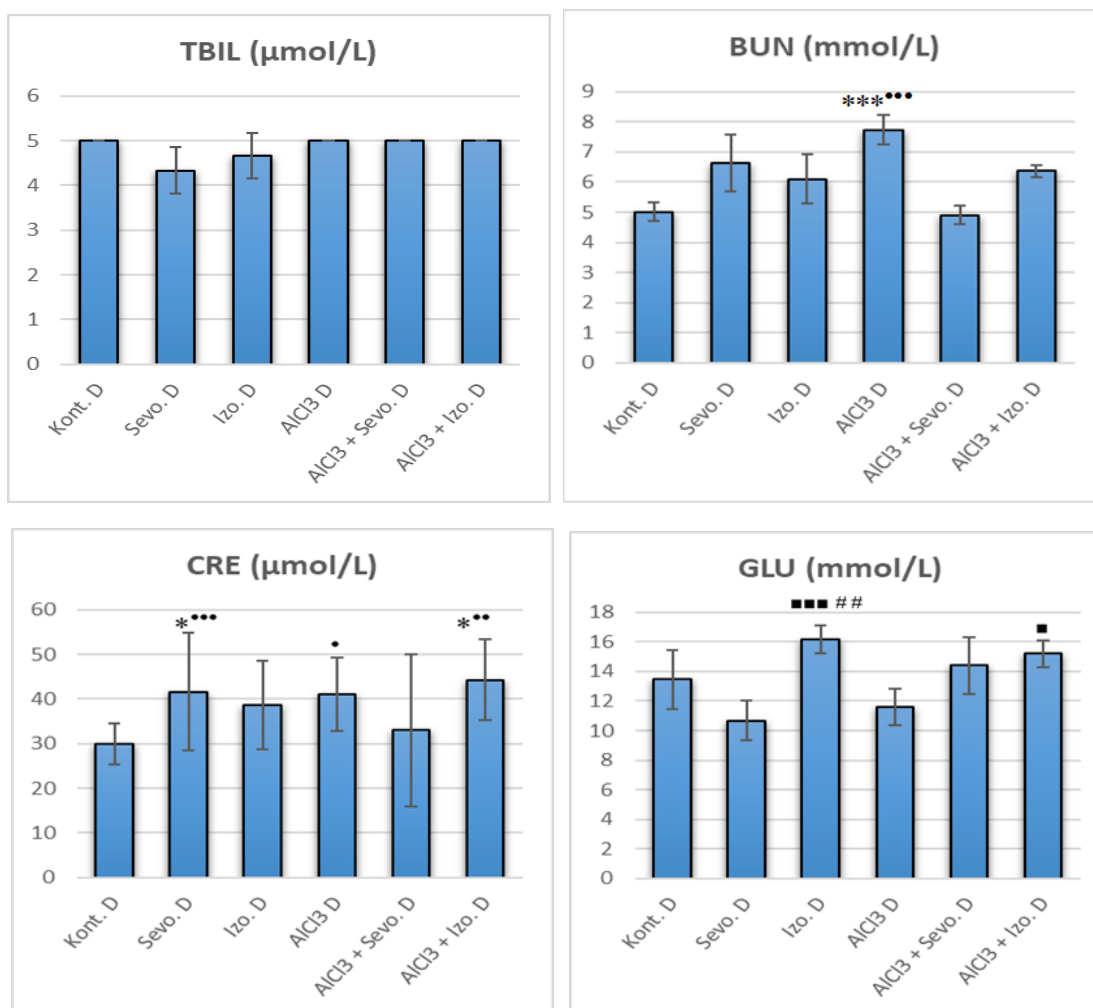 TBIL (µmol/L)
6
5
4
3
2
1
0
Kont. D
Sevo. D
Izo. D
AlCl3 D
AlCl3 + Sevo. D
AlCl3 + Izo. D
BUN (mmol/L)
***•••
9
8
7
6
5
4
3
2
1
0
Kont. D
Sevo. D
Izo. D
AlCl3 D
AlCl3 + Sevo. D
AlCl3 + Izo. D
CRE (µmol/L)
*•••
•
*••
60
50
40
30
20
10
0
Kont. D
Sevo. D
Izo. D
AlCl3 D
AlCl3 + Sevo. D
AlCl3 + Izo. D
GLU (mmol/L)
■■■ ##
■
18
16
14
12
10
8
6
4
2
0
Kont. D
Sevo. D
Izo. D
AlCl3 D
AlCl3 + Sevo. D
AlCl3 + Izo. D